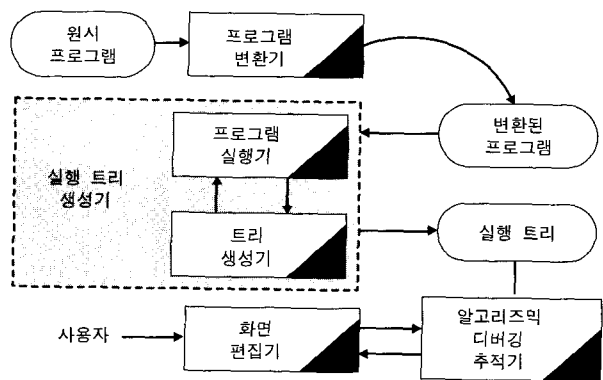 원시
프로그램
프로그램
변환기
변환된
프로그램
프로그램
실행기
실행 트리
생성기
트리
생성기
실행 트리
사용자
화면
편집기
알고리즈믹
디버깅
추적기